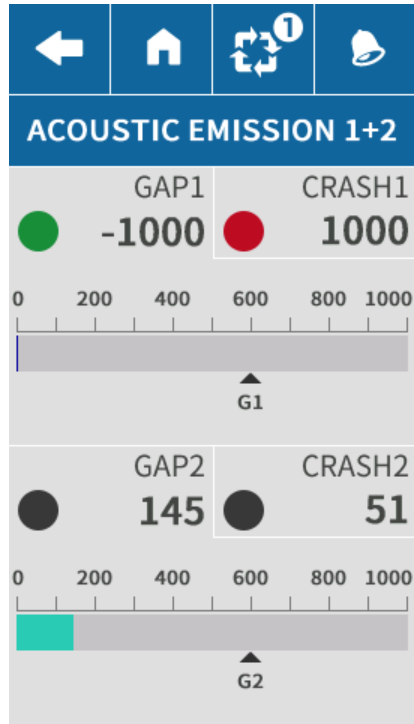 1
ACOUSTIC EMISSION 1+2
GAP1 CRASH1
-1000 1000
0 200 400 600 800 1000
G1
GAP2 CRASH2
145 51
0 200 400 600 800 1000
G2